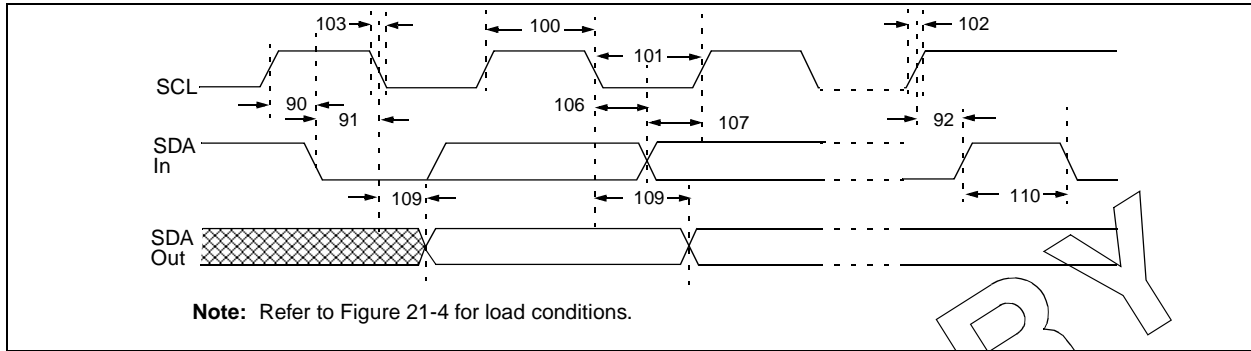 103
100
102
101
SCL
90
106
91
107
92
SDA
In
109
109
110
SDA
Out
Note: Refer to Figure 21-4 for load conditions.
R Y